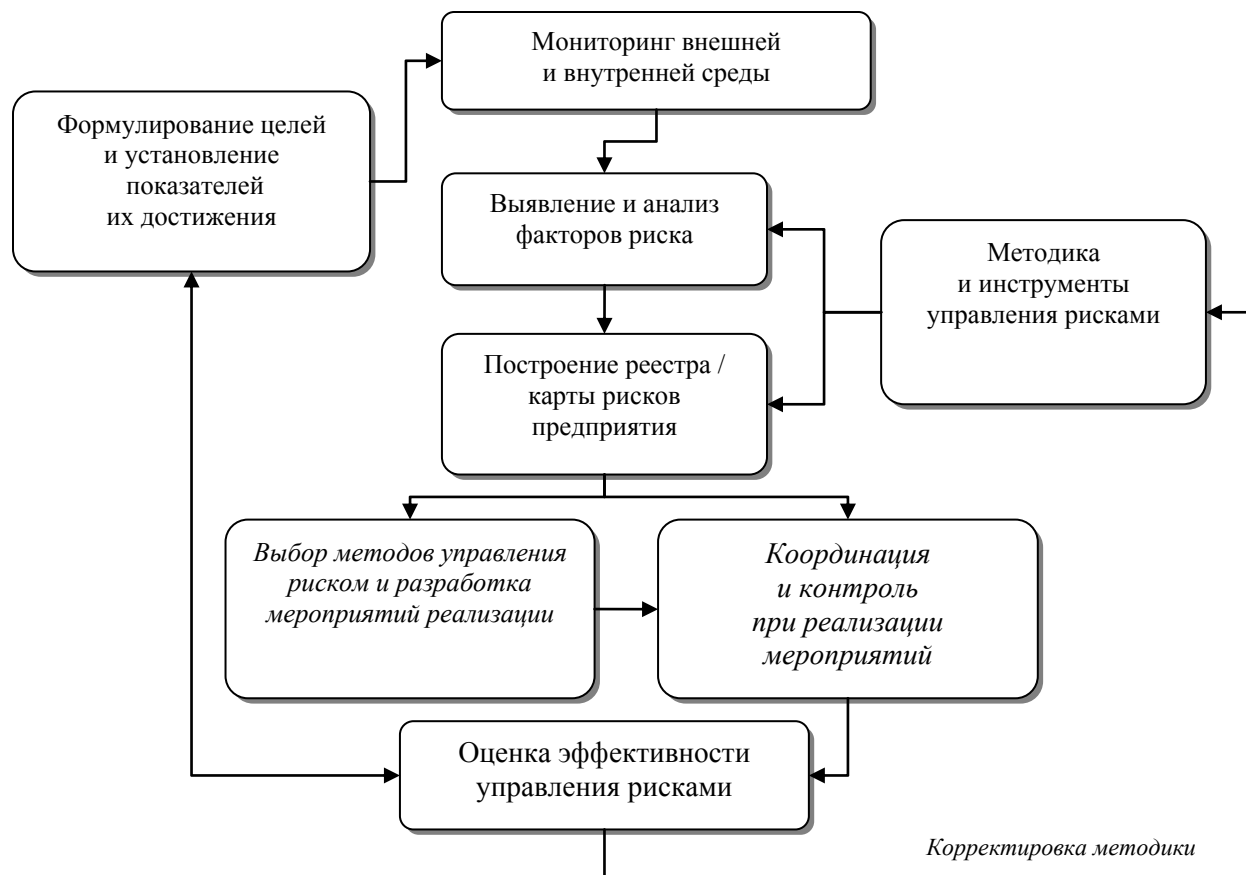 Мониторинг внешней
и внутренней среды
Формулирование целей
и установление
показателей
их достижения
Выявление и анализ
факторов риска
Методика
и инструменты
управления рисками
Построение реестра /
карты рисков
предприятия
Выбор методов управления
риском и разработка
мероприятий реализации
Координация
и контроль
при реализации
мероприятий
Оценка эффективности
управления рисками
Корректировка методики